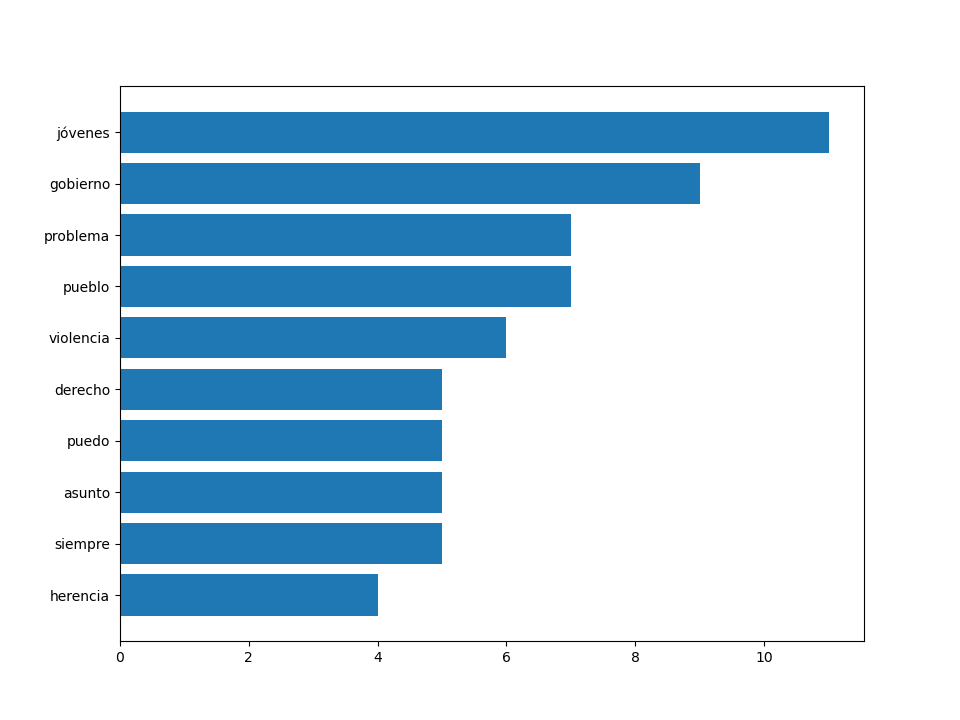 jóvenes
gobierno
problema
pueblo
violencia
derecho
puedo
asunto
siempre
herencia
0 2 4 6 8 10